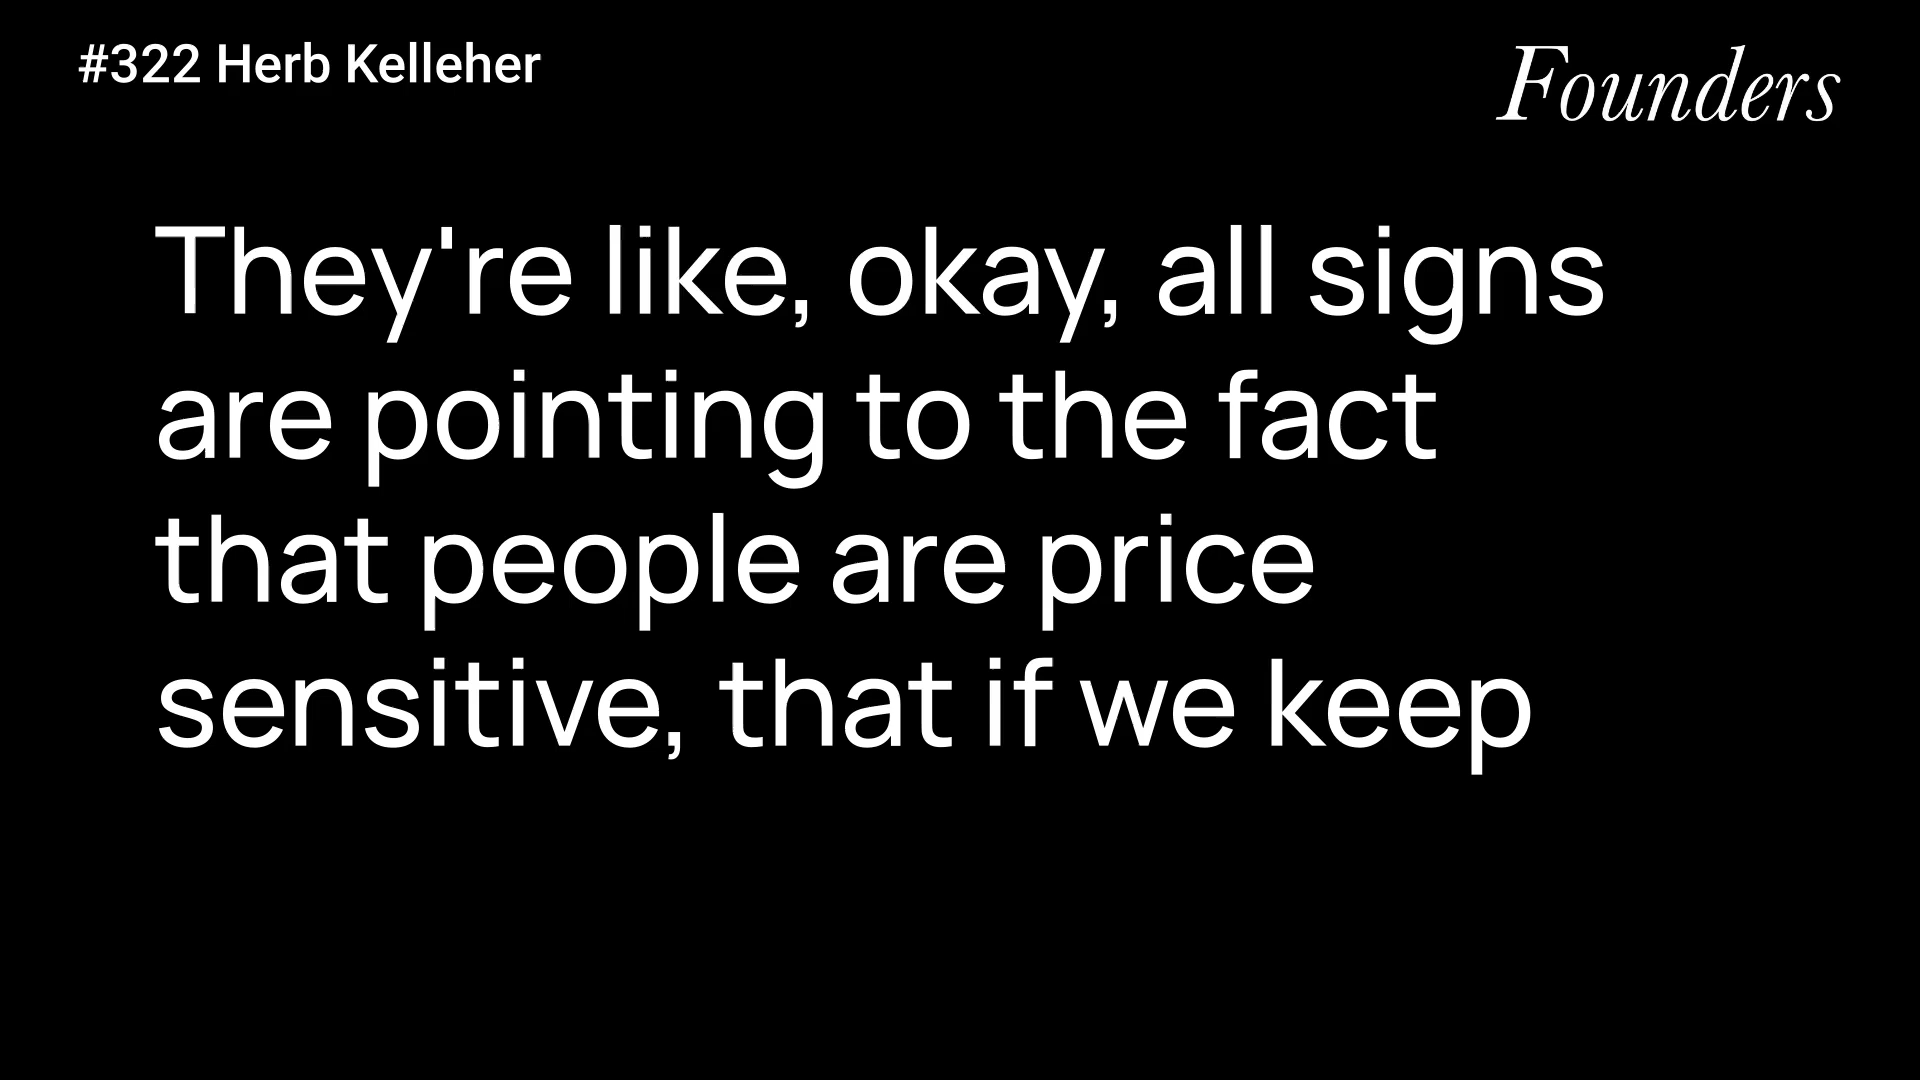 #322 Herb Kelleher
Founders
They're like, okay, all signs
are pointing to the fact
that people are price
sensitive, that if we keep